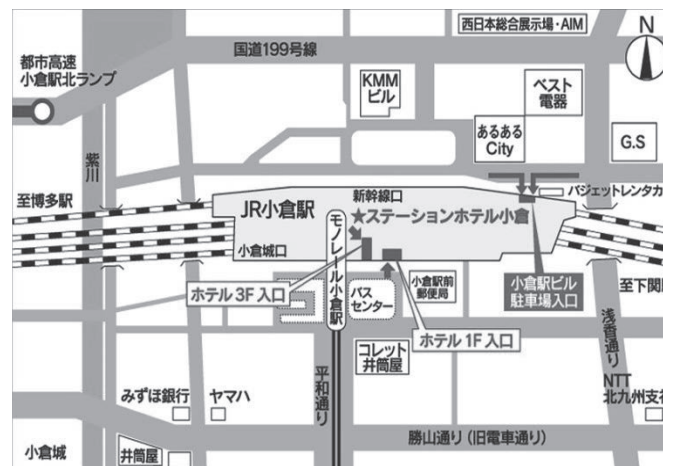 西日本総合展示場・AIM
N
国道199号線
都市高速
小倉駅北ランプ
KMM
ビル
ベスト
電器
あるある
City
G.S
紫川
至博多駅
新幹線口
バジェットレンタカ
JR小倉駅
★ステーションホテル小倉
小倉城口
モノレール小倉駅
ホテル 3F 入口
バス
センター
小倉駅前
郵便局
小倉駅ビル
駐車場入口
至下関
ホテル 1F 入口
浅香通り
コレット
井筒屋
平和通り
みずほ銀行
ヤマハ
NTT
北九州支
勝山通り(旧電車通り)
小倉城
井筒屋